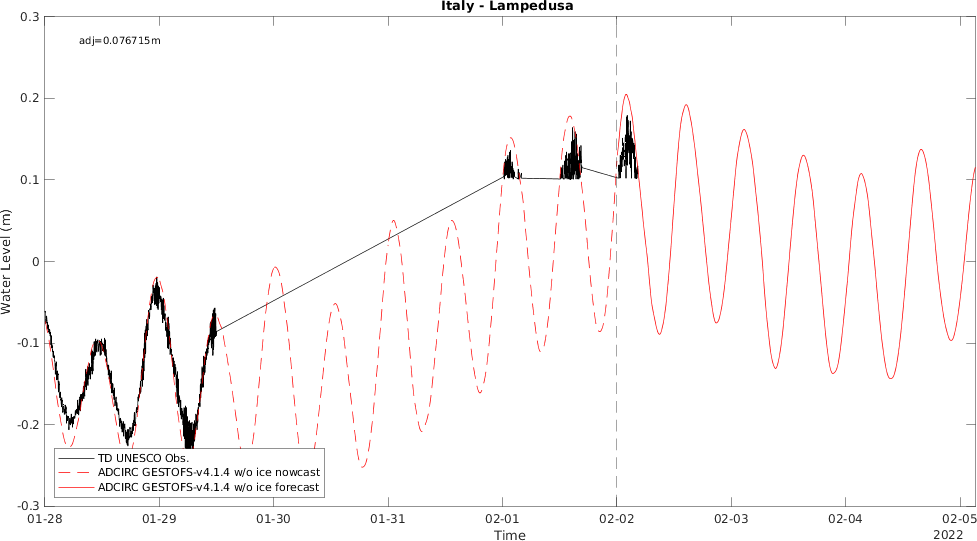 Italy - Lampedusa
adj=0.076715m
0.3
0.2
0.1
0
-0.1
-0.2
-0.3
Water Level (m)
TD UNESCO Obs.
ADCIRC GESTOFS-v4.1.4 w/o ice nowcast
ADCIRC GESTOFS-v4.1.4 w/o ice forecast
01-28 01-29 01-30 01-31 02-01 02-02 02-03 02-04 02-05
Time 2022